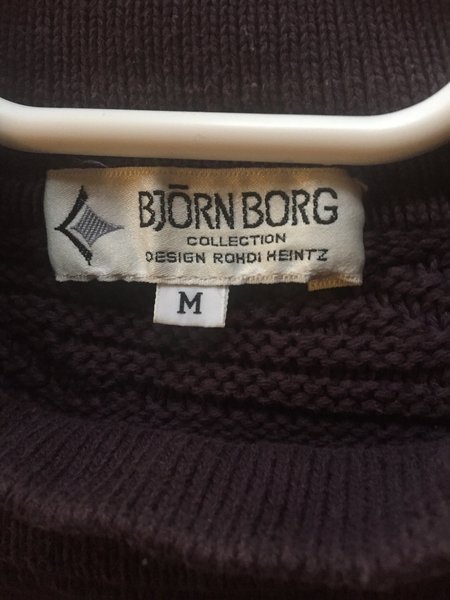 BJÖRN BORG
COLLECTION
DESIGN ROHDI HEINTZ
M